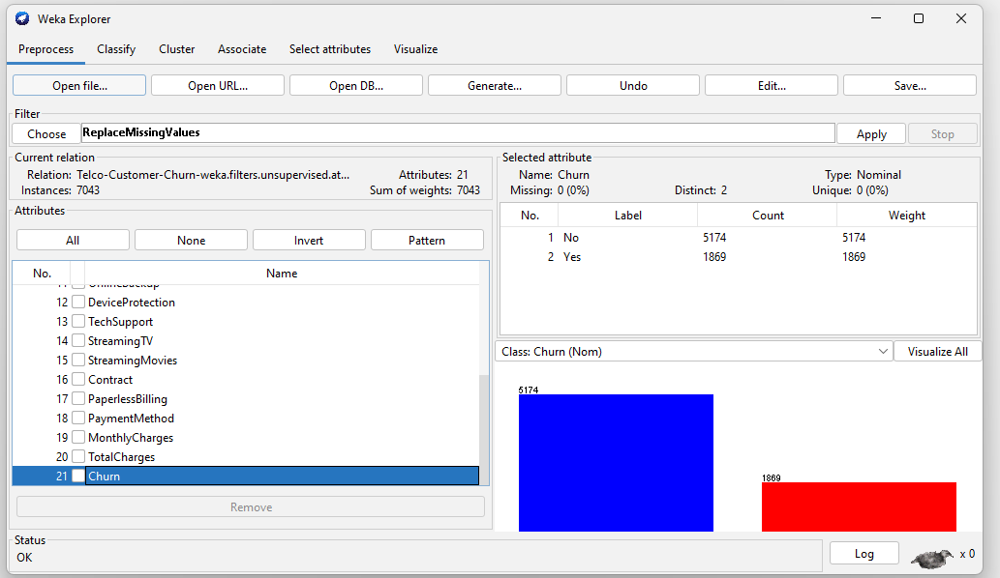 Weka Explorer
Preprocess Classify Cluster Associate Select attributes Visualize
Open file... Open URL... Open DB... Generate... Undo Edit... Save...
Filter
Choose ReplaceMissingValues Apply Stop
Current relation
Relation: Telco-Customer-Churn-weka.filters.unsupervised.at... Attributes: 21
Instances: 7043 Sum of weights: 7043
Attributes
All None Invert Pattern
No. Name
11 OnlineBackup
12 DeviceProtection
13 TechSupport
14 StreamingTV
15 StreamingMovies
16 Contract
17 PaperlessBilling
18 PaymentMethod
19 MonthlyCharges
20 TotalCharges
21 Churn
Remove
Selected attribute
Name: Churn Type: Nominal
Missing: 0 (0%) Distinct: 2 Unique: 0 (0%)
No. Label Count Weight
1 No 5174 5174
2 Yes 1869 1869
Class: Churn (Nom) Visualize All
5174
1869
Status
OK
Log x 0